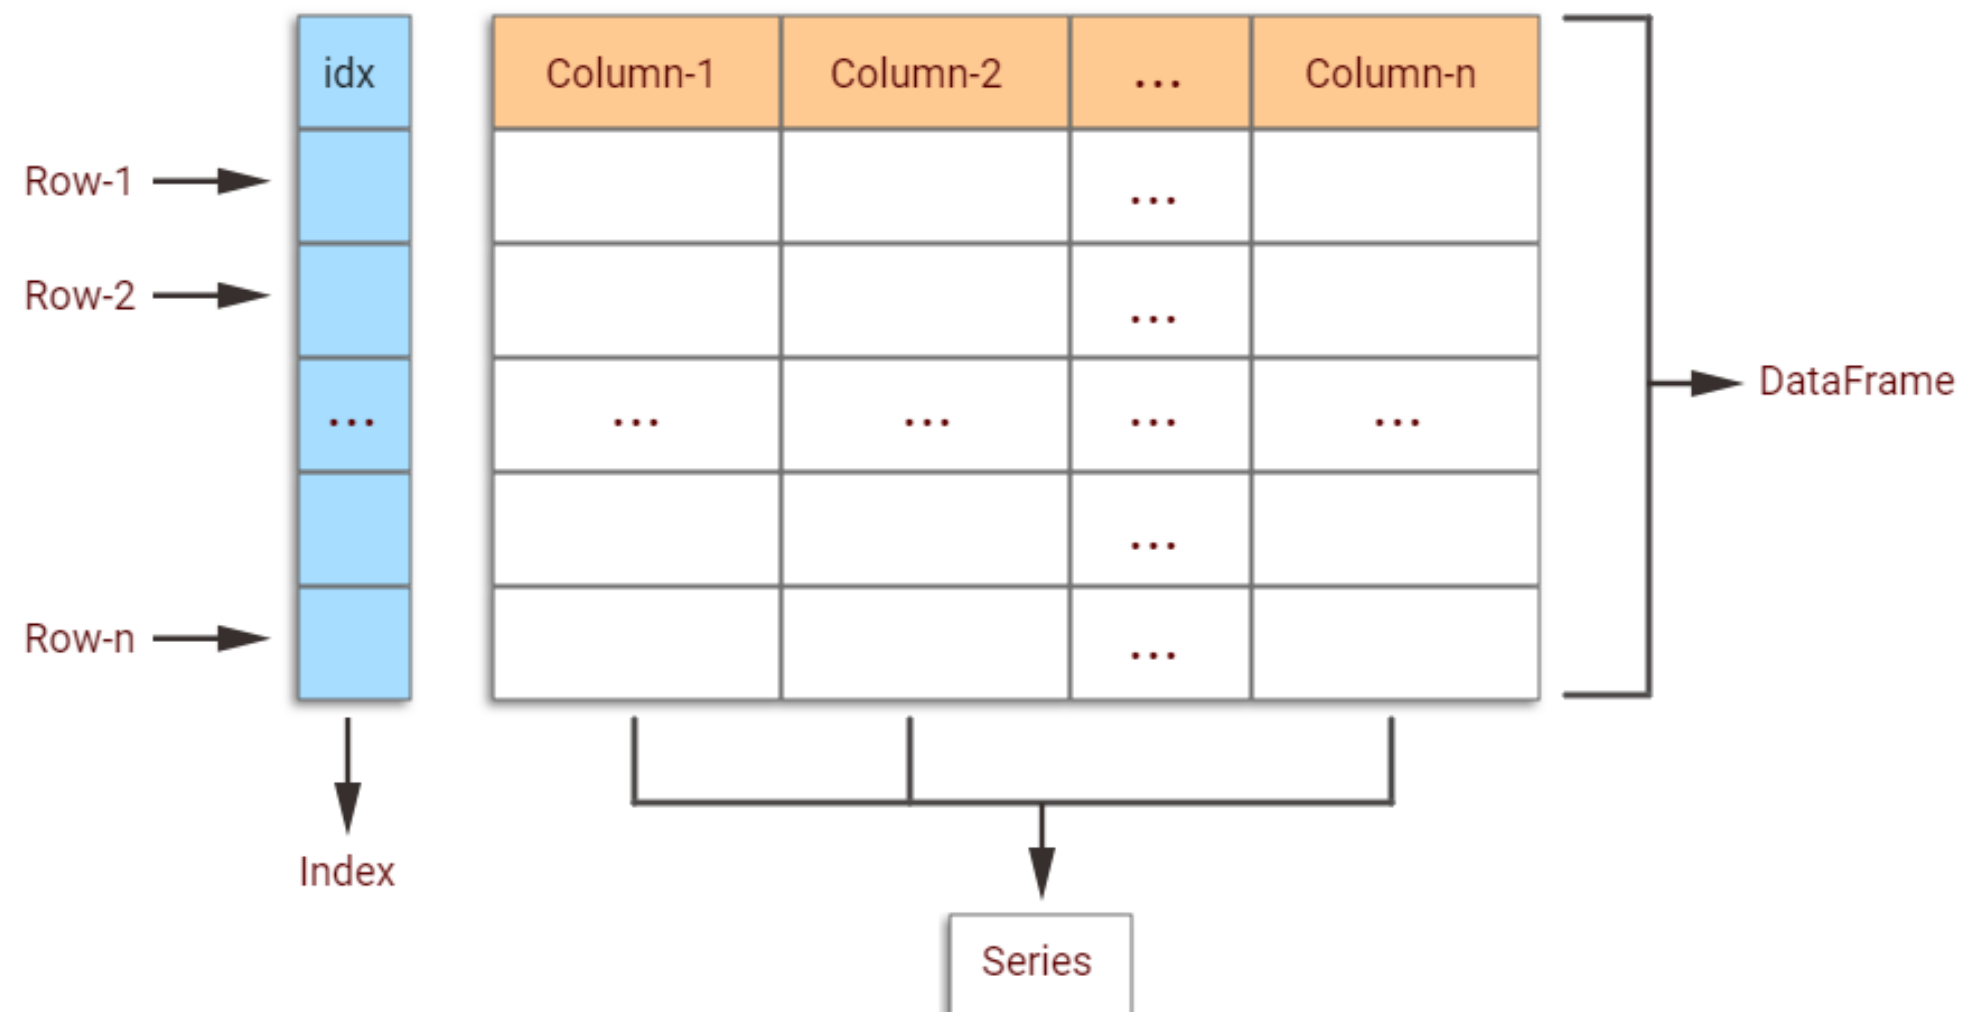 idx Column-1 Column-2 ... Column-n
Row-1 ...
Row-2 ...
... ... ... ... ...
...
Row-n ...
DataFrame
Index
Series